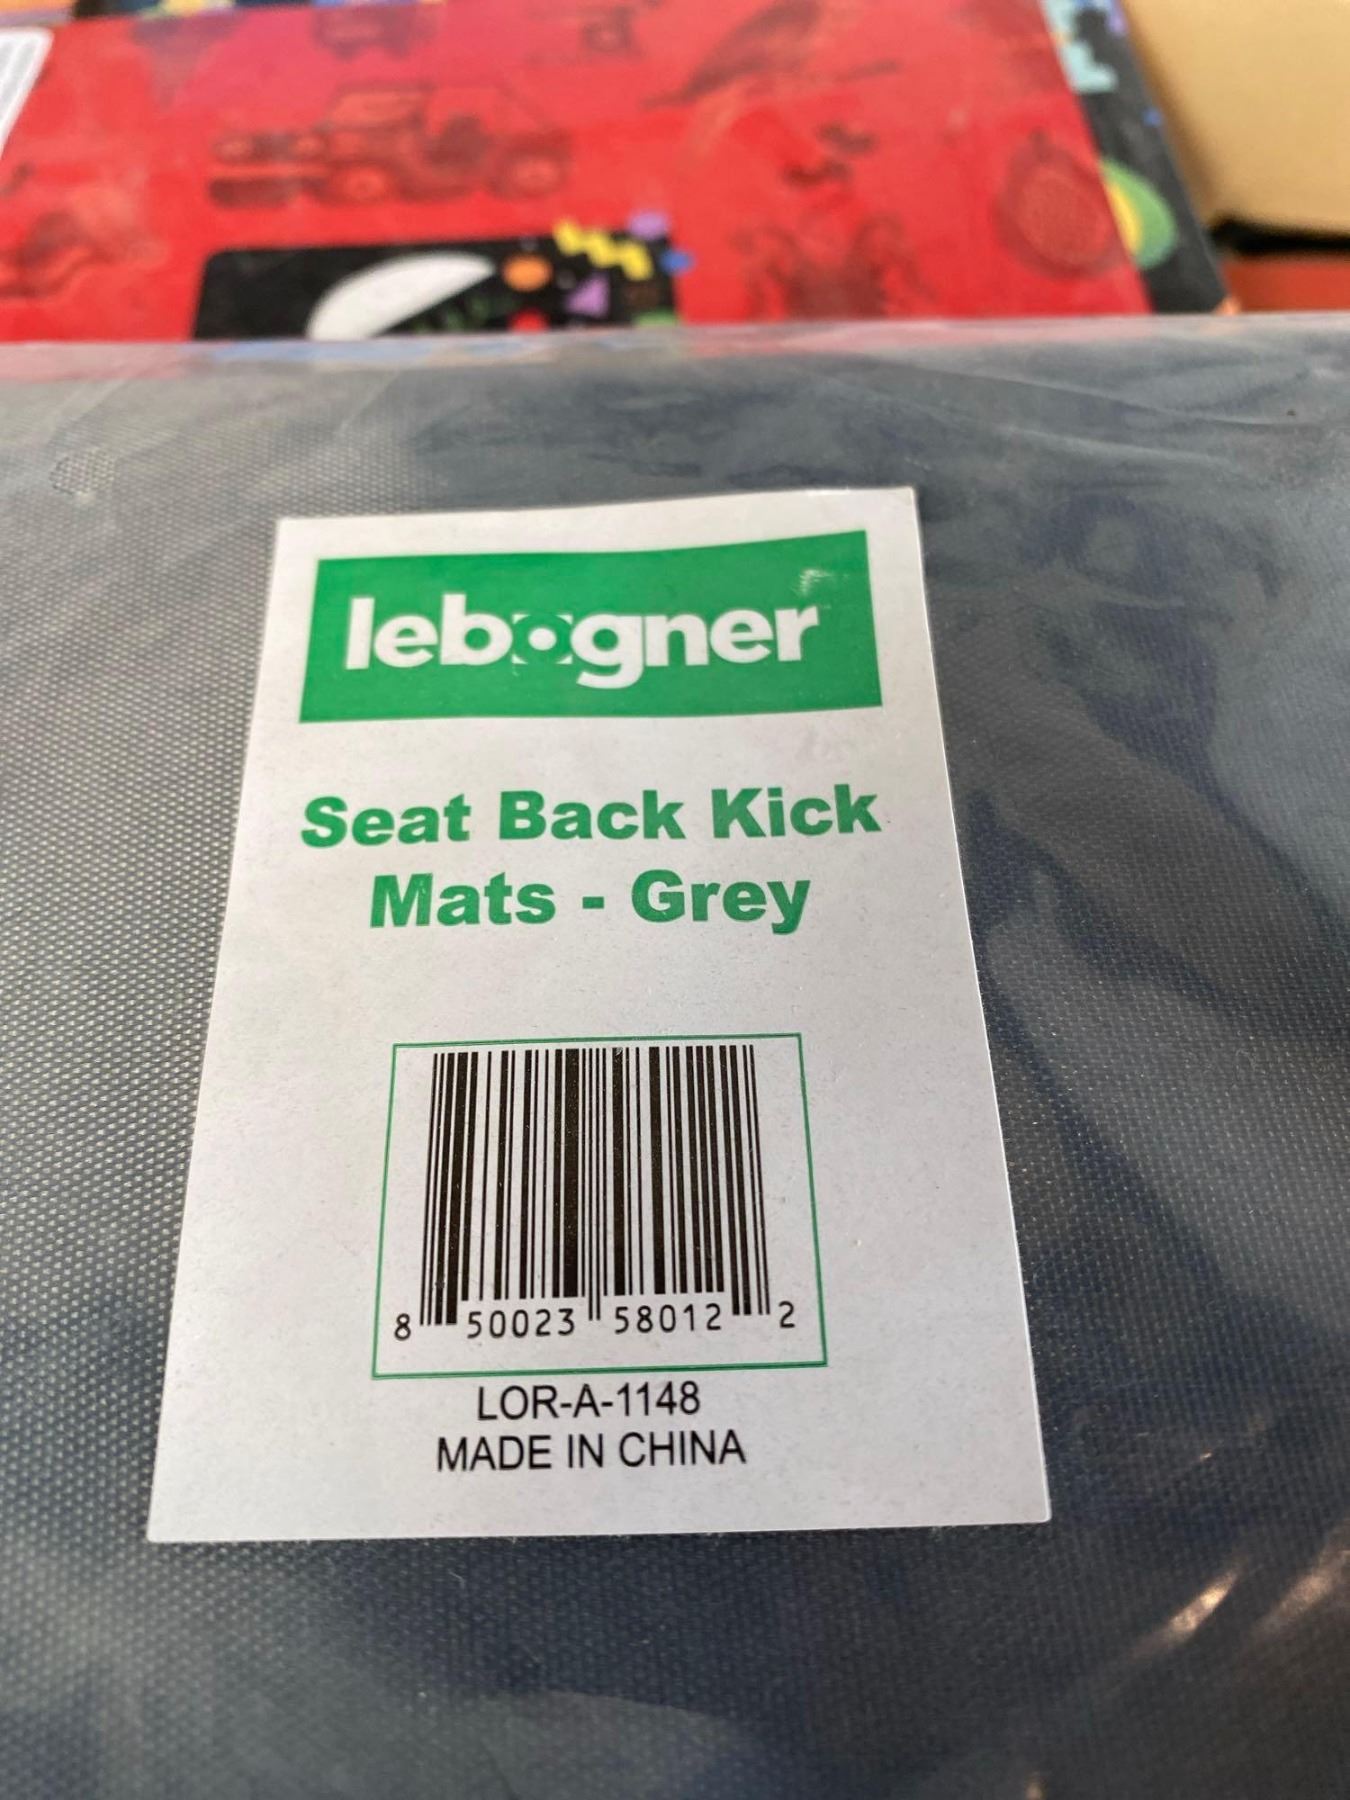 lebogner
Seat Back Kick
Mats - Grey
8 50023 58012 2
LOR-A-1148
MADE IN CHINA